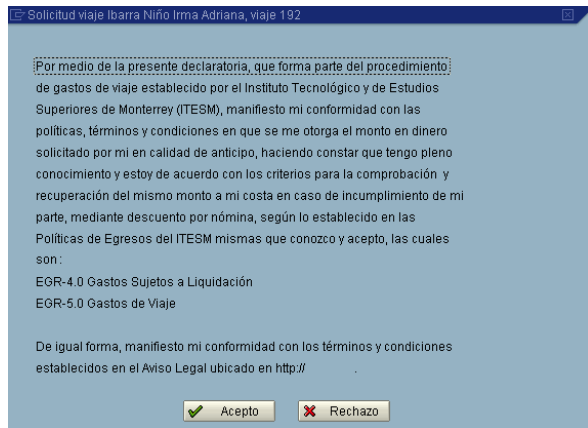 Solicitud viaje Ibarra Niño Irma Adriana, viaje 192
Por medio de la presente declaratoria, que forma parte del procedimiento
de gastos de viaje establecido por el Instituto Tecnológico y de Estudios
Superiores de Monterrey (ITESM), manifiesto mi conformidad con las
políticas, términos y condiciones en que se me otorga el monto en dinero
solicitado por mi en calidad de anticipo, haciendo constar que tengo pleno
conocimiento y estoy de acuerdo con los criterios para la comprobación y
recuperación del mismo monto a mi costa en caso de incumplimiento de mi
parte, mediante descuento por nómina, según lo establecido en las
Políticas de Egresos del ITESM mismas que conozco y acepto, las cuales
son :
EGR-4.0 Gastos Sujetos a Liquidación
EGR-5.0 Gastos de Viaje
De igual forma, manifiesto mi conformidad con los términos y condiciones
establecidos en el Aviso Legal ubicado en http:// .
Acepto Rechazo